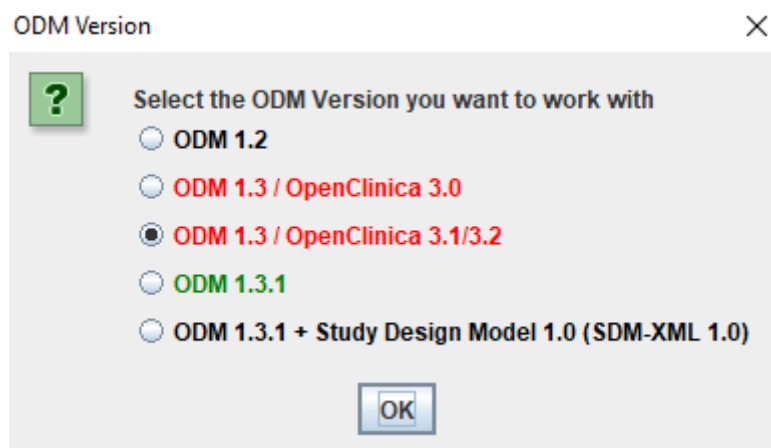 ODM Version
?
Select the ODM Version you want to work with
ODM 1.2
ODM 1.3 / OpenClinica 3.0
ODM 1.3 / OpenClinica 3.1/3.2
ODM 1.3.1
ODM 1.3.1 + Study Design Model 1.0 (SDM-XML 1.0)
OK